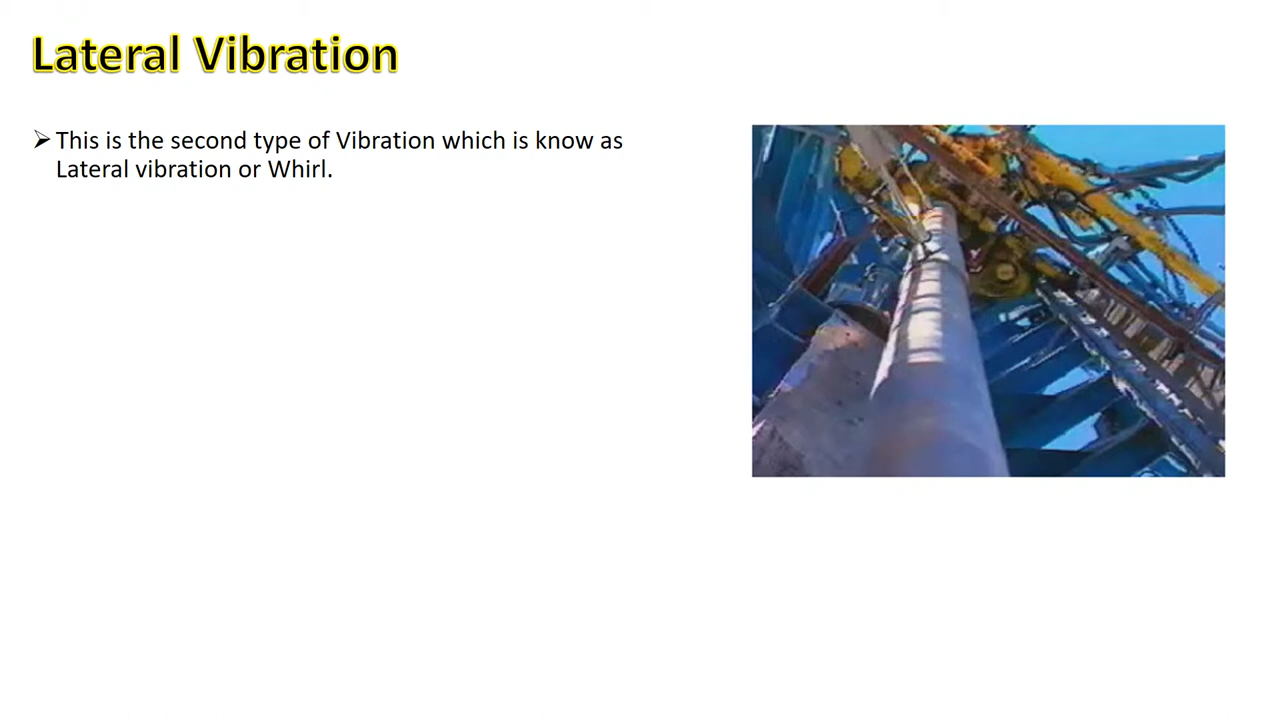 Lateral Vibration
This is the second type of Vibration which is know as
Lateral vibration or Whirl.